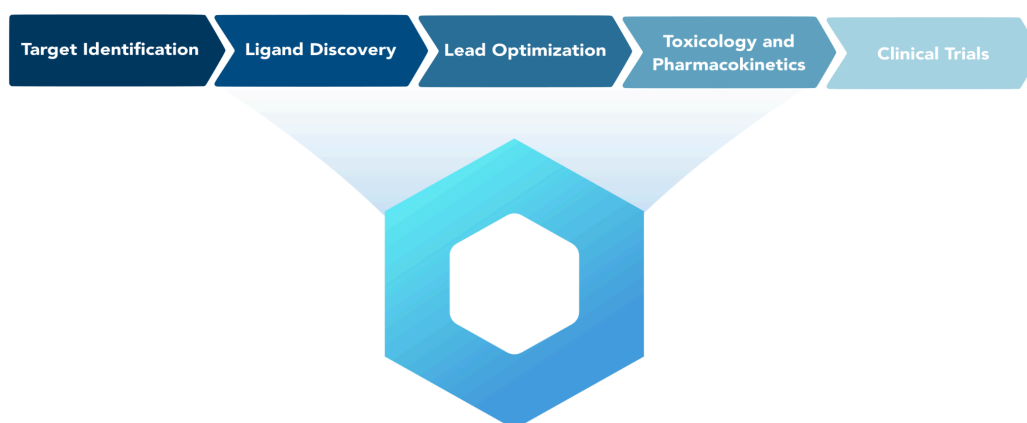 Target Identification
Ligand Discovery
Lead Optimization
Toxicology and
Pharmacokinetics
Clinical Trials